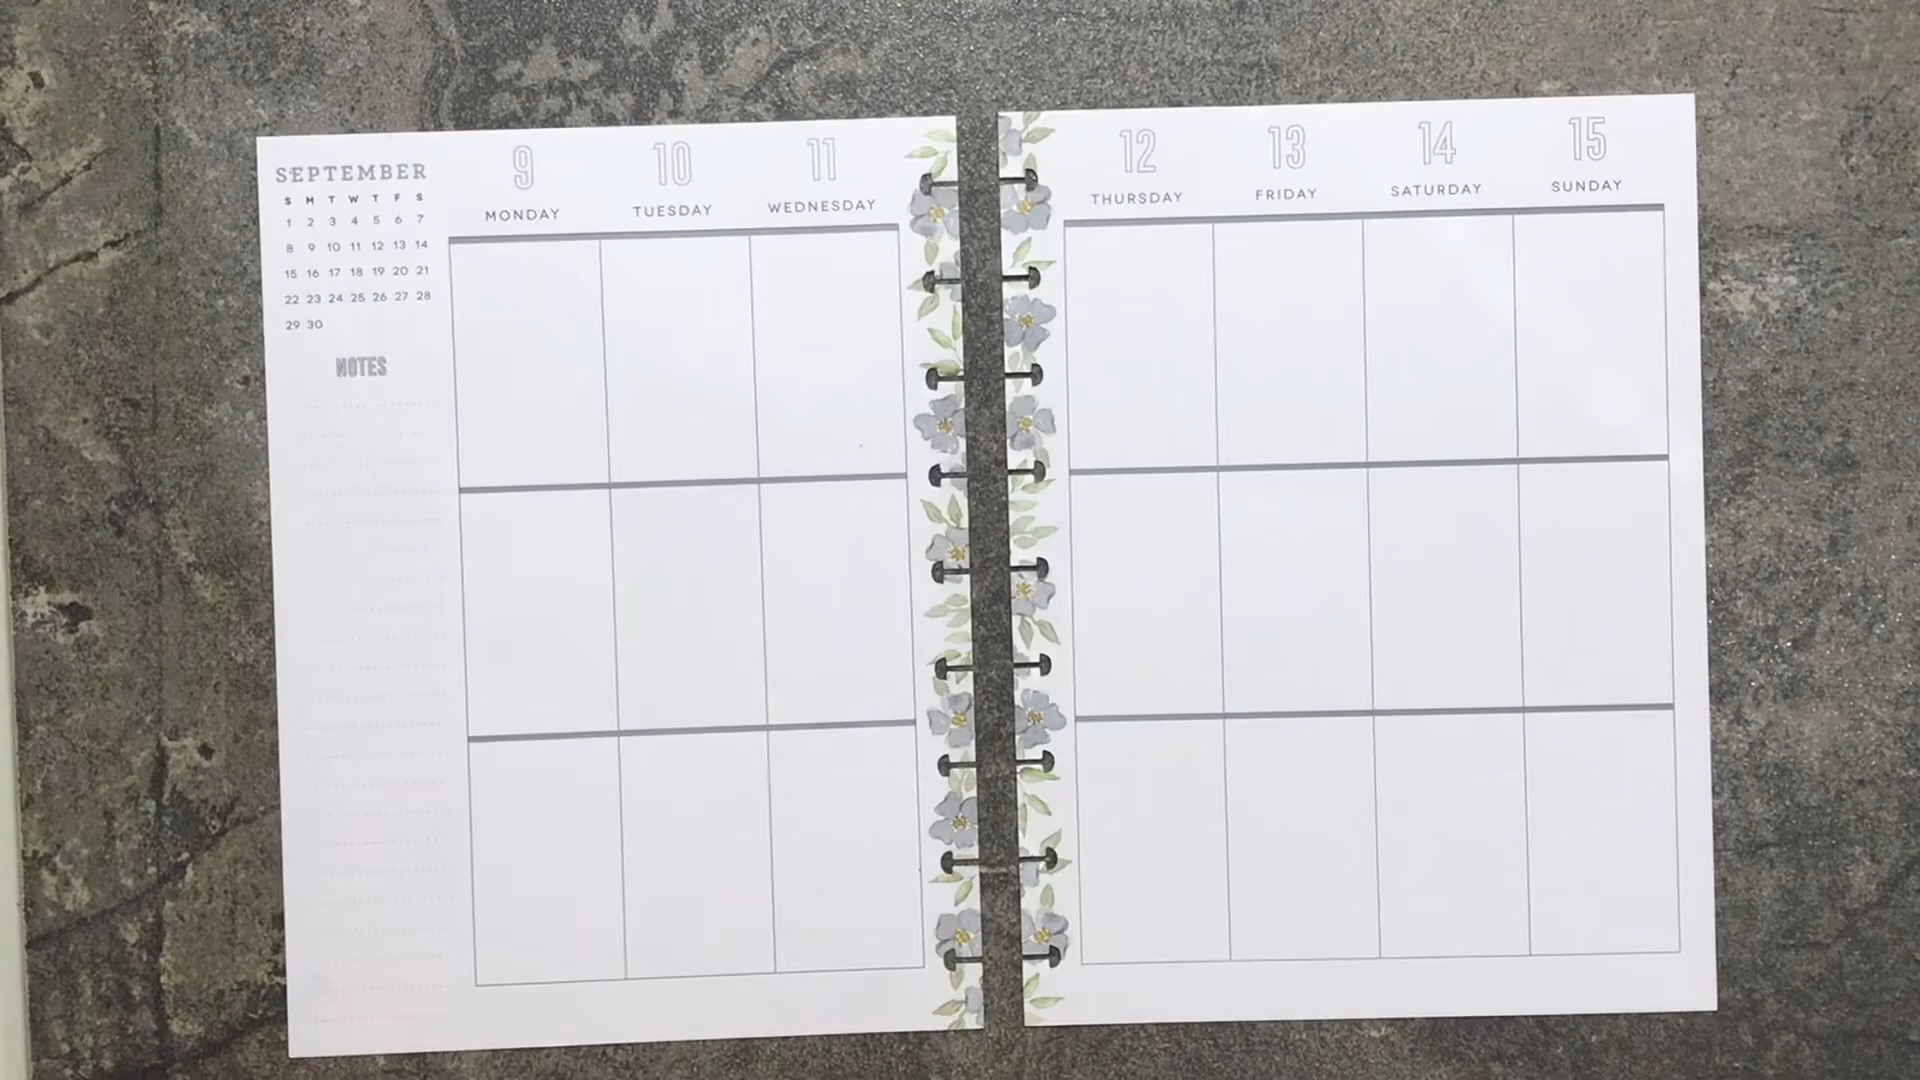 SEPTEMBER
S M T W T F S
1 2 3 4 5 6 7
8 9 10 11 12 13 14
15 16 17 18 19 20 21
22 23 24 25 26 27 28
29 30
NOTES
9 10 11
MONDAY TUESDAY WEDNESDAY
12 13 14 15
THURSDAY FRIDAY SATURDAY SUNDAY